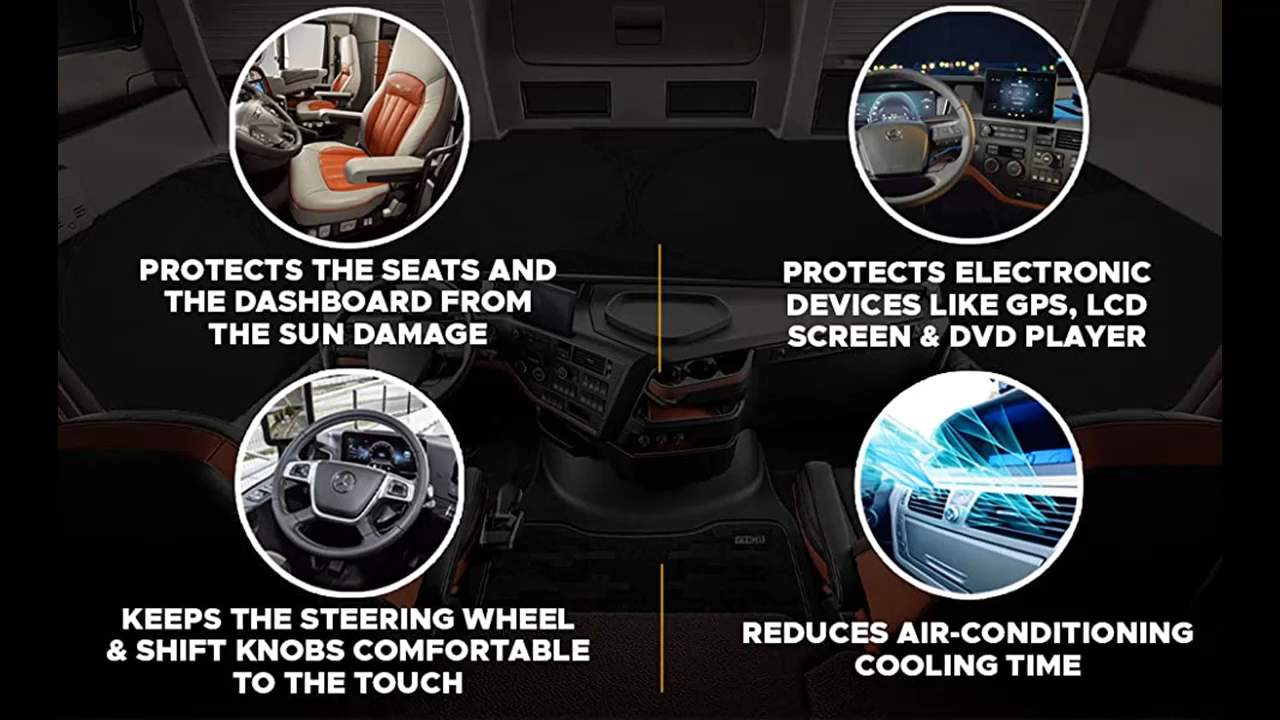 PROTECTS THE SEATS AND
THE DASHBOARD FROM
THE SUN DAMAGE
PROTECTS ELECTRONIC
DEVICES LIKE GPS, LCD
SCREEN & DVD PLAYER
KEEPS THE STEERING WHEEL
& SHIFT KNOBS COMFORTABLE
TO THE TOUCH
REDUCES AIR-CONDITIONING
COOLING TIME